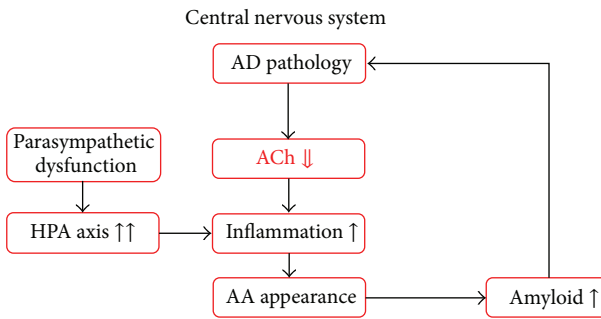 Central nervous system
AD pathology
Parasympathetic
dysfunction
ACh ⇓
HPA axis ↑↑
Inflammation ↑
AA appearance
Amyloid ↑